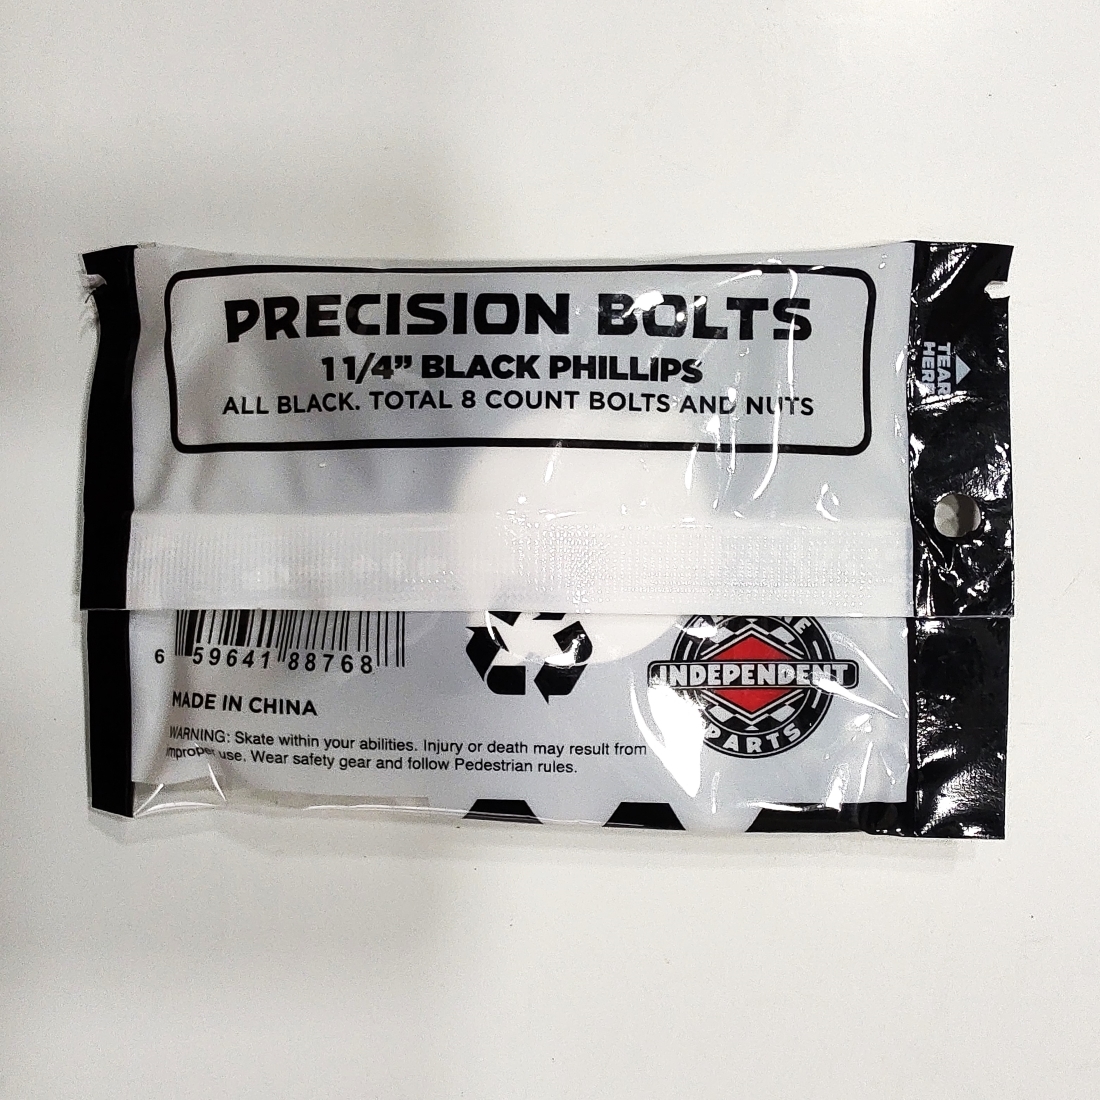 PRECISION BOLTS
1 1/4” BLACK PHILLIPS
ALL BLACK. TOTAL 8 COUNT BOLTS AND NUTS
TEAR
HERE
6 59641 88768
MADE IN CHINA
WARNING: Skate within your abilities. Injury or death may result from
improper use. Wear safety gear and follow Pedestrian rules.
INDEPENDENT
PARTS